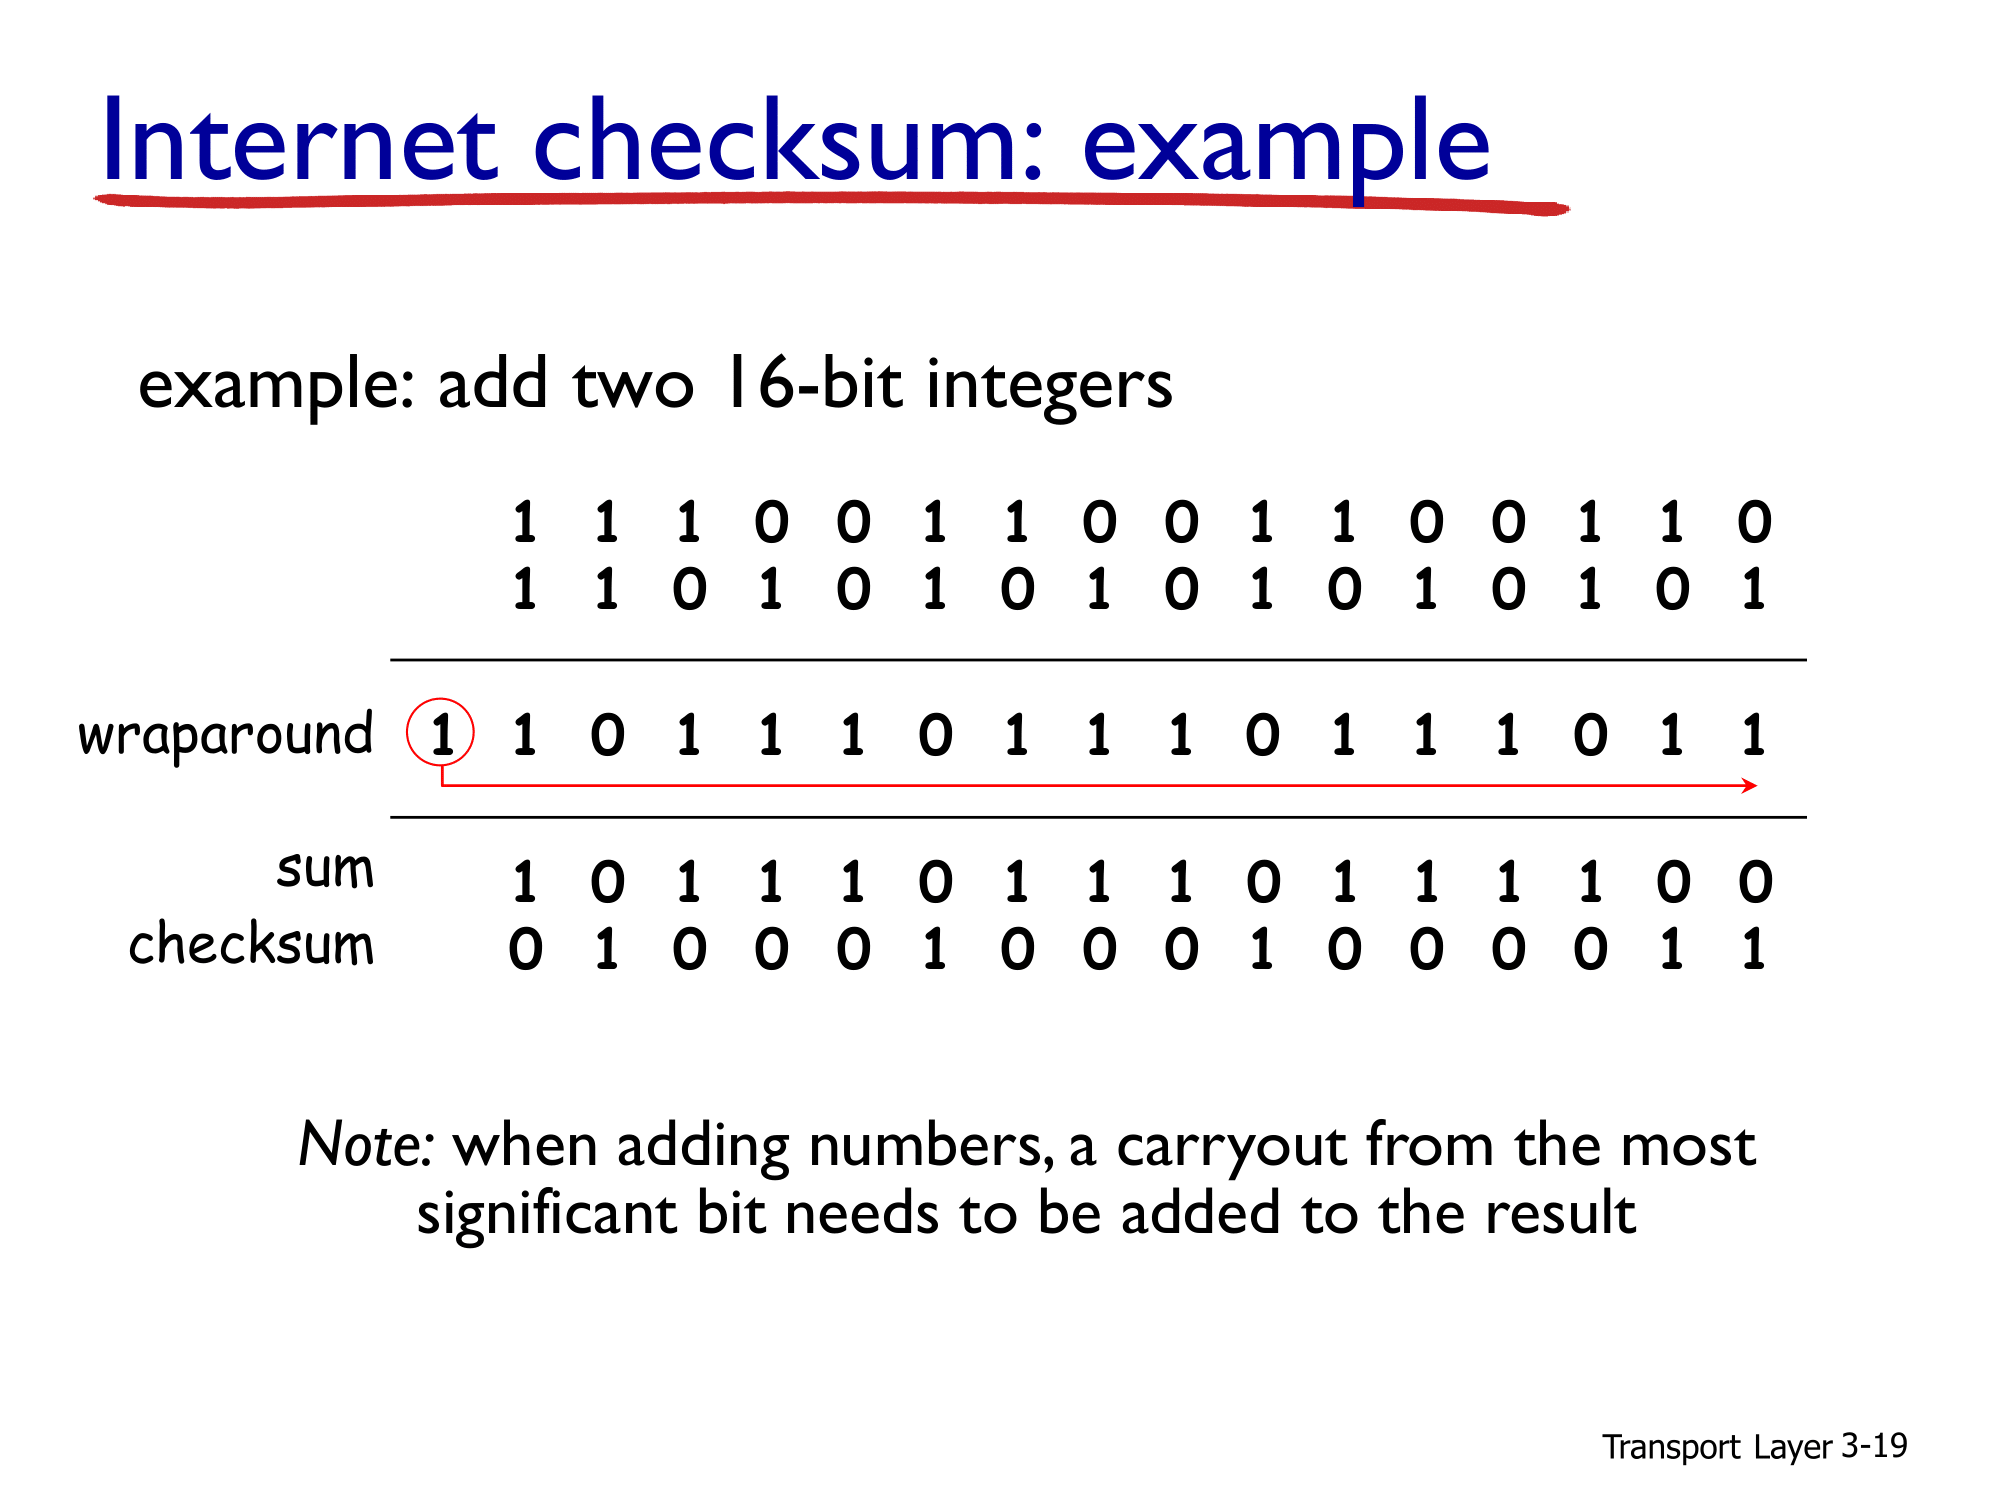 Internet checksum: example
example: add two 16-bit integers
1 1 1 0 0 1 1 0 0 1 1 0 0 1 1 0
1 1 0 1 0 1 0 1 0 1 0 1 0 1 0 1
wraparound 1 1 0 1 1 1 0 1 1 1 0 1 1 1 0 1 1
sum 1 0 1 1 1 0 1 1 1 0 1 1 1 1 0 0
checksum 0 1 0 0 0 1 0 0 0 1 0 0 0 0 1 1
Note: when adding numbers, a carryout from the most
significant bit needs to be added to the result
Transport Layer 3-19